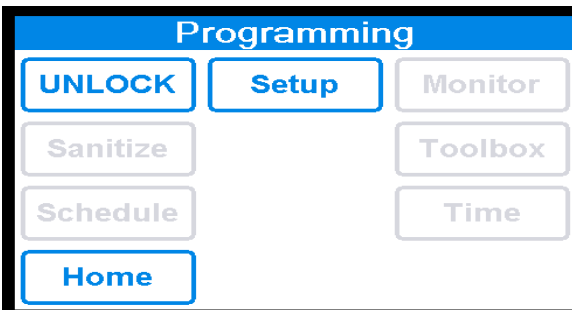 Programming
UNLOCK Setup Monitor
Sanitize Toolbox
Schedule Time
Home